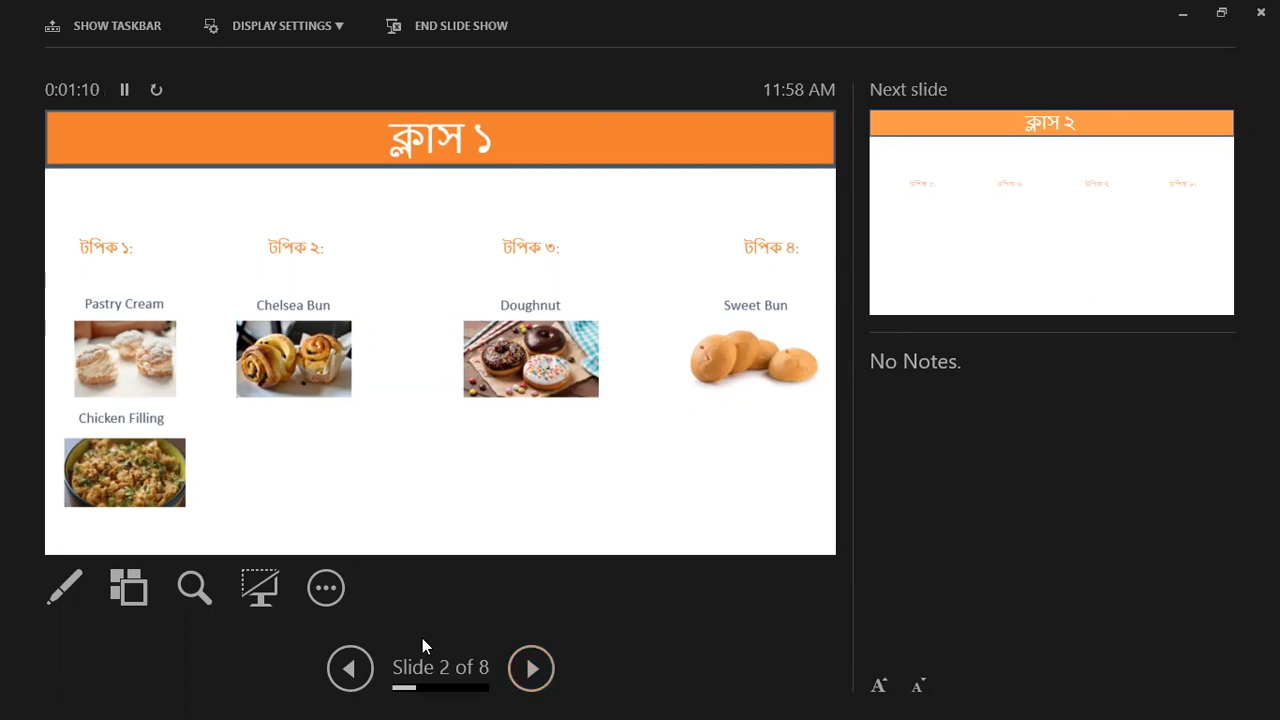 SHOW TASKBAR
DISPLAY SETTINGS
END SLIDE SHOW
0:01:10
11:58 AM
ক্লাস ১
টপিক ১:
টপিক ২:
টপিক ৩:
টপিক ৪:
Pastry Cream
Chelsea Bun
Doughnut
Sweet Bun
Chicken Filling
Slide 2 of 8
Next slide
ক্লাস ২
No Notes.
A
A